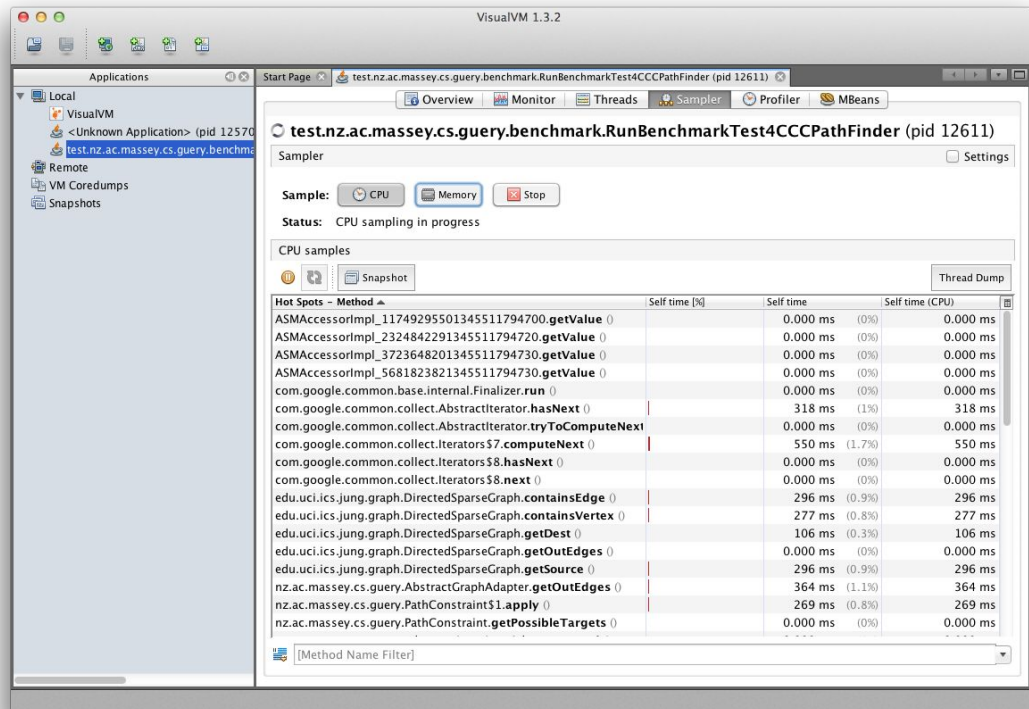 VisualVM 1.3.2
Applications
Local
VisualVM
<Unknown Application> (pid 12570
test.nz.ac.massey.cs.guery.benchma
Remote
VM Coredumps
Snapshots
Start Page test.nz.ac.massey.cs.guery.benchmark.RunBenchmarkTest4CCCPathFinder (pid 12611)
Overview Monitor Threads Sampler Profiler MBeans
test.nz.ac.massey.cs.guery.benchmark.RunBenchmarkTest4CCCPathFinder (pid 12611)
Sampler Settings
Sample: CPU Memory Stop
Status: CPU sampling in progress
CPU samples
Snapshot Thread Dump
Hot Spots – Method Self time [%] Self time Self time (CPU)
ASMAccessorImpl_11749295501345511794700.getValue () 0.000 ms (0%) 0.000 ms
ASMAccessorImpl_2324842291345511794720.getValue () 0.000 ms (0%) 0.000 ms
ASMAccessorImpl_3723648201345511794730.getValue () 0.000 ms (0%) 0.000 ms
ASMAccessorImpl_5681823821345511794730.getValue () 0.000 ms (0%) 0.000 ms
com.google.common.base.internal.Finalizer.run () 0.000 ms (0%) 0.000 ms
com.google.common.collect.AbstractIterator.hasNext () 318 ms (1%) 318 ms
com.google.common.collect.AbstractIterator.tryToComputeNext 0.000 ms (0%) 0.000 ms
com.google.common.collect.Iterators$7.computeNext () 550 ms (1.7%) 550 ms
com.google.common.collect.Iterators$8.hasNext () 0.000 ms (0%) 0.000 ms
com.google.common.collect.Iterators$8.next () 0.000 ms (0%) 0.000 ms
edu.uci.ics.jung.graph.DirectedSparseGraph.containsEdge () 296 ms (0.9%) 296 ms
edu.uci.ics.jung.graph.DirectedSparseGraph.containsVertex () 277 ms (0.8%) 277 ms
edu.uci.ics.jung.graph.DirectedSparseGraph.getDest () 106 ms (0.3%) 106 ms
edu.uci.ics.jung.graph.DirectedSparseGraph.getOutEdges () 0.000 ms (0%) 0.000 ms
edu.uci.ics.jung.graph.DirectedSparseGraph.getSource () 296 ms (0.9%) 296 ms
nz.ac.massey.cs.guery.AbstractGraphAdapter.getOutEdges () 364 ms (1.1%) 364 ms
nz.ac.massey.cs.guery.PathConstraint$1.apply () 269 ms (0.8%) 269 ms
nz.ac.massey.cs.guery.PathConstraint.getPossibleTargets () 0.000 ms (0%) 0.000 ms
[Method Name Filter]